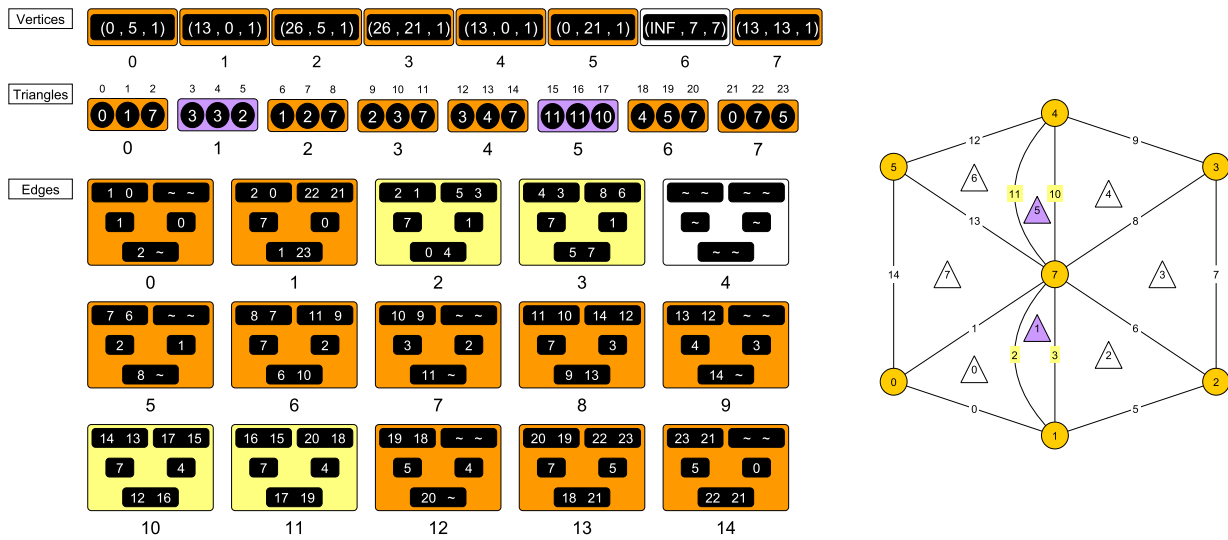 Vertices
(0 , 5 , 1) (13 , 0 , 1) (26 , 5 , 1) (26 , 21 , 1) (13 , 0 , 1) (0 , 21 , 1) (INF , 7 , 7) (13 , 13 , 1)
0 1 2 3 4 5 6 7
Triangles
0 1 2 3 4 5 6 7 8 9 10 11 12 13 14 15 16 17 18 19 20 21 22 23
0 1 7 3 3 2 1 2 7 2 3 7 3 4 7 11 11 10 4 5 7 0 7 5
0 1 2 3 4 5 6 7
Edges
1 0 ~ ~ 2 0 22 21 2 1 5 3 4 3 8 6 ~ ~ ~ ~
1 0 7 0 7 1 7 1 ~ ~
2 ~ 1 23 0 4 5 7 ~ ~
0 1 2 3 4
7 6 ~ ~ 8 7 11 9 10 9 ~ ~ 11 10 14 12 13 12 ~ ~
2 1 7 2 3 2 7 3 4 3
8 ~ 6 10 11 ~ 9 13 14 ~
5 6 7 8 9
14 13 17 15 16 15 20 18 19 18 ~ ~ 20 19 22 23 23 21 ~ ~
7 4 7 4 5 4 7 5 5 0
12 16 17 19 20 ~ 18 21 22 21
10 11 12 13 14
4
12 9
5 3
6 11 10 4
5
13 8
14 7 7 3 7
1 1 6
2 3
0 2
0 2
0 5
1